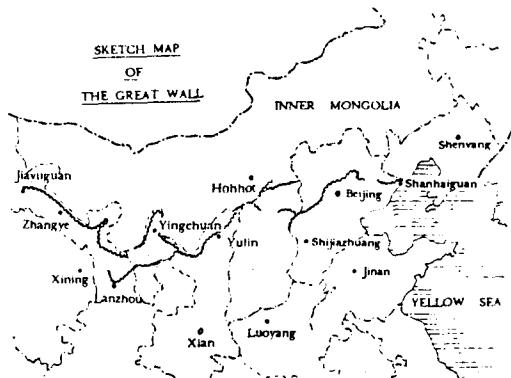 SKETCH MAP
OF
THE GREAT WALL
INNER MONGOLIA
Shenyang
Jiayuguan
Hohhot
Shanhaiguan
Beijing
Zhangye
Yingchuan
Yulin
Shijiazhuang
Xining
Jinan
Lanzhou
YELLOW SEA
Luoyang
Xian